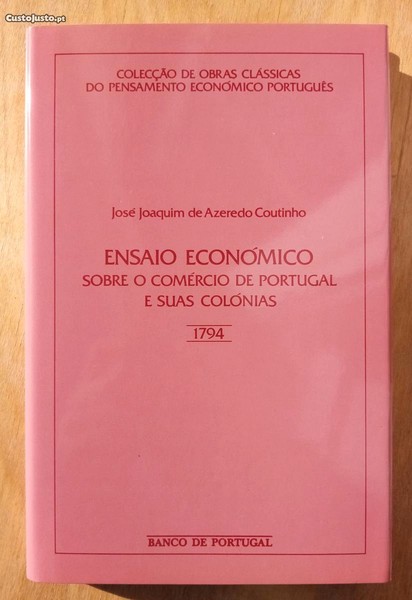 CustoJusto.pt
COLECÇÃO DE OBRAS CLÁSSICAS
DO PENSAMENTO ECONÓMICO PORTUGUÊS
José Joaquim de Azeredo Coutinho
ENSAIO ECONÓMICO
SOBRE O COMÉRCIO DE PORTUGAL
E SUAS COLÓNIAS
1794
BANCO DE PORTUGAL